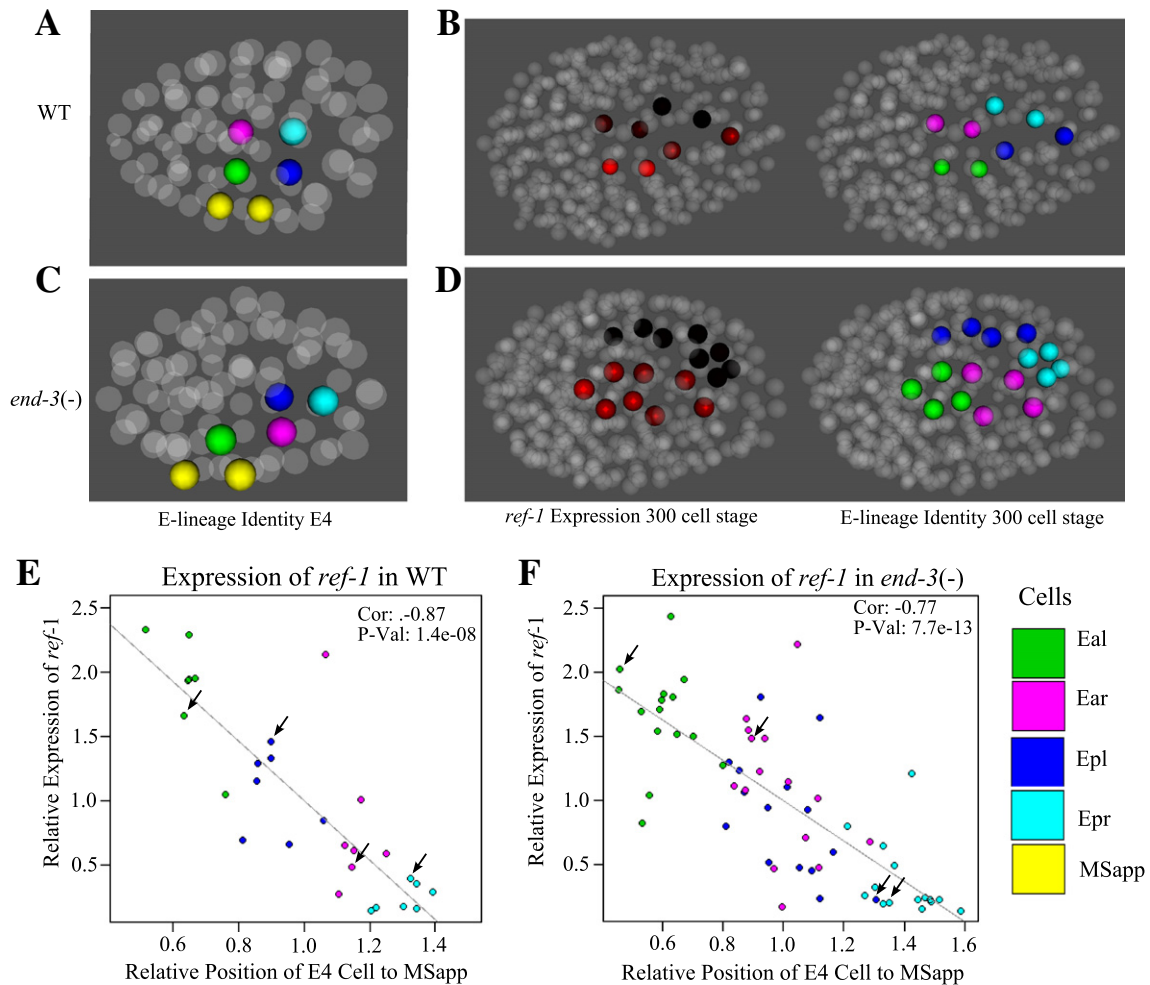 A
B
WT
C
D
end-3(-)
E-lineage Identity E4
ref-1 Expression 300 cell stage
E-lineage Identity 300 cell stage
E
Expression of ref-1 in WT
Cor: .-0.87
P-Val: 1.4e-08
Relative Expression of ref-1
2.5
2.0
1.5
1.0
0.5
0.6
0.8
1.0
1.2
1.4
Relative Position of E4 Cell to MSapp
F
Expression of ref-1 in end-3(-)
Cor: -0.77
P-Val: 7.7e-13
Relative Expression of ref-1
2.5
2.0
1.5
1.0
0.5
0.6
0.8
1.0
1.2
1.4
1.6
Relative Position of E4 Cell to MSapp
Cells
Eal
Ear
Epl
Epr
MSapp